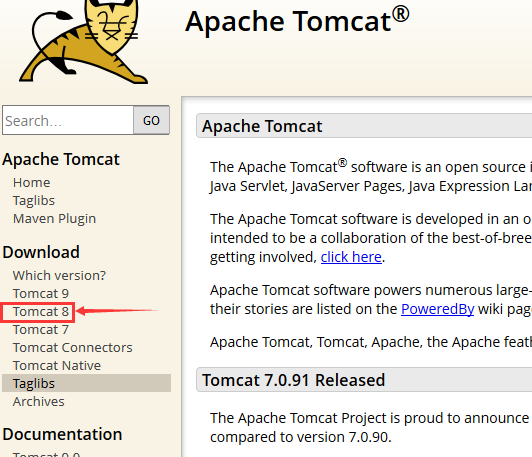 Apache Tomcat®
Search...
GO
Apache Tomcat
Home
Taglibs
Maven Plugin
Download
Which version?
Tomcat 9
Tomcat 8
Tomcat 7
Tomcat Connectors
Tomcat Native
Taglibs
Archives
Documentation
Tomcat 9.0
Apache Tomcat
The Apache Tomcat® software is an open source i
Java Servlet, JavaServer Pages, Java Expression Lan
The Apache Tomcat software is developed in an o
intended to be a collaboration of the best-of-bree
getting involved, click here.
Apache Tomcat software powers numerous large-
their stories are listed on the PoweredBy wiki pag
Apache Tomcat, Tomcat, Apache, the Apache feath
Tomcat 7.0.91 Released
The Apache Tomcat Project is proud to announce
compared to version 7.0.90.